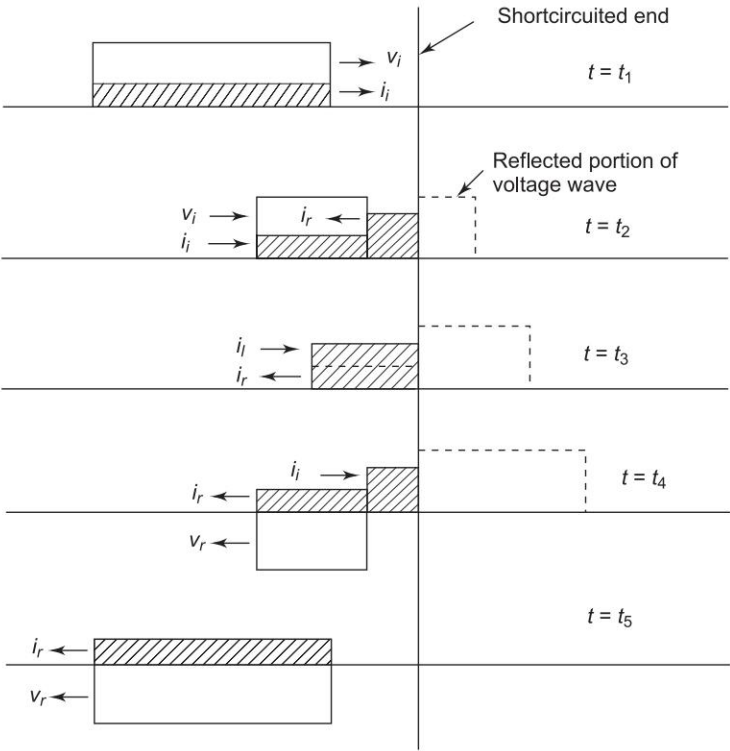 Shortcircuited end
v_i
i_i
t = t_1
Reflected portion of
voltage wave
v_i
i_r
i_i
t = t_2
i_l
i_r
t = t_3
i_i
i_r
t = t_4
v_r
t = t_5
i_r
v_r